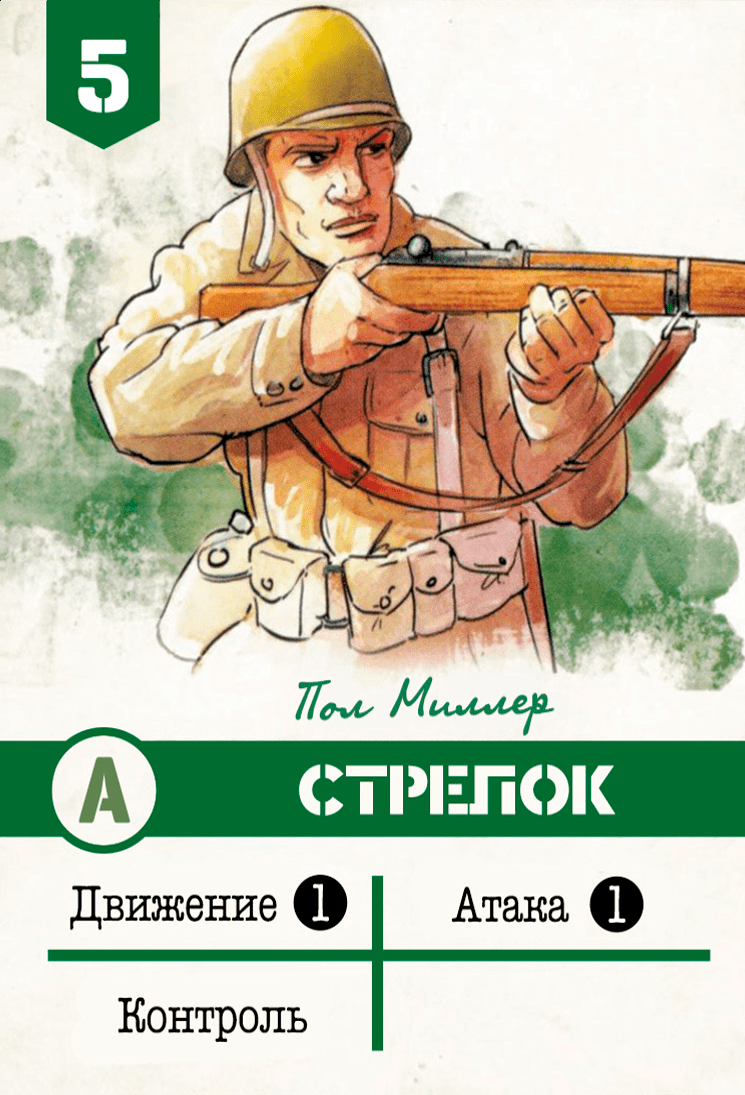 5
Пол Миллер
А
СТРЕЛОК
Движение 1
Атака 1
Контроль